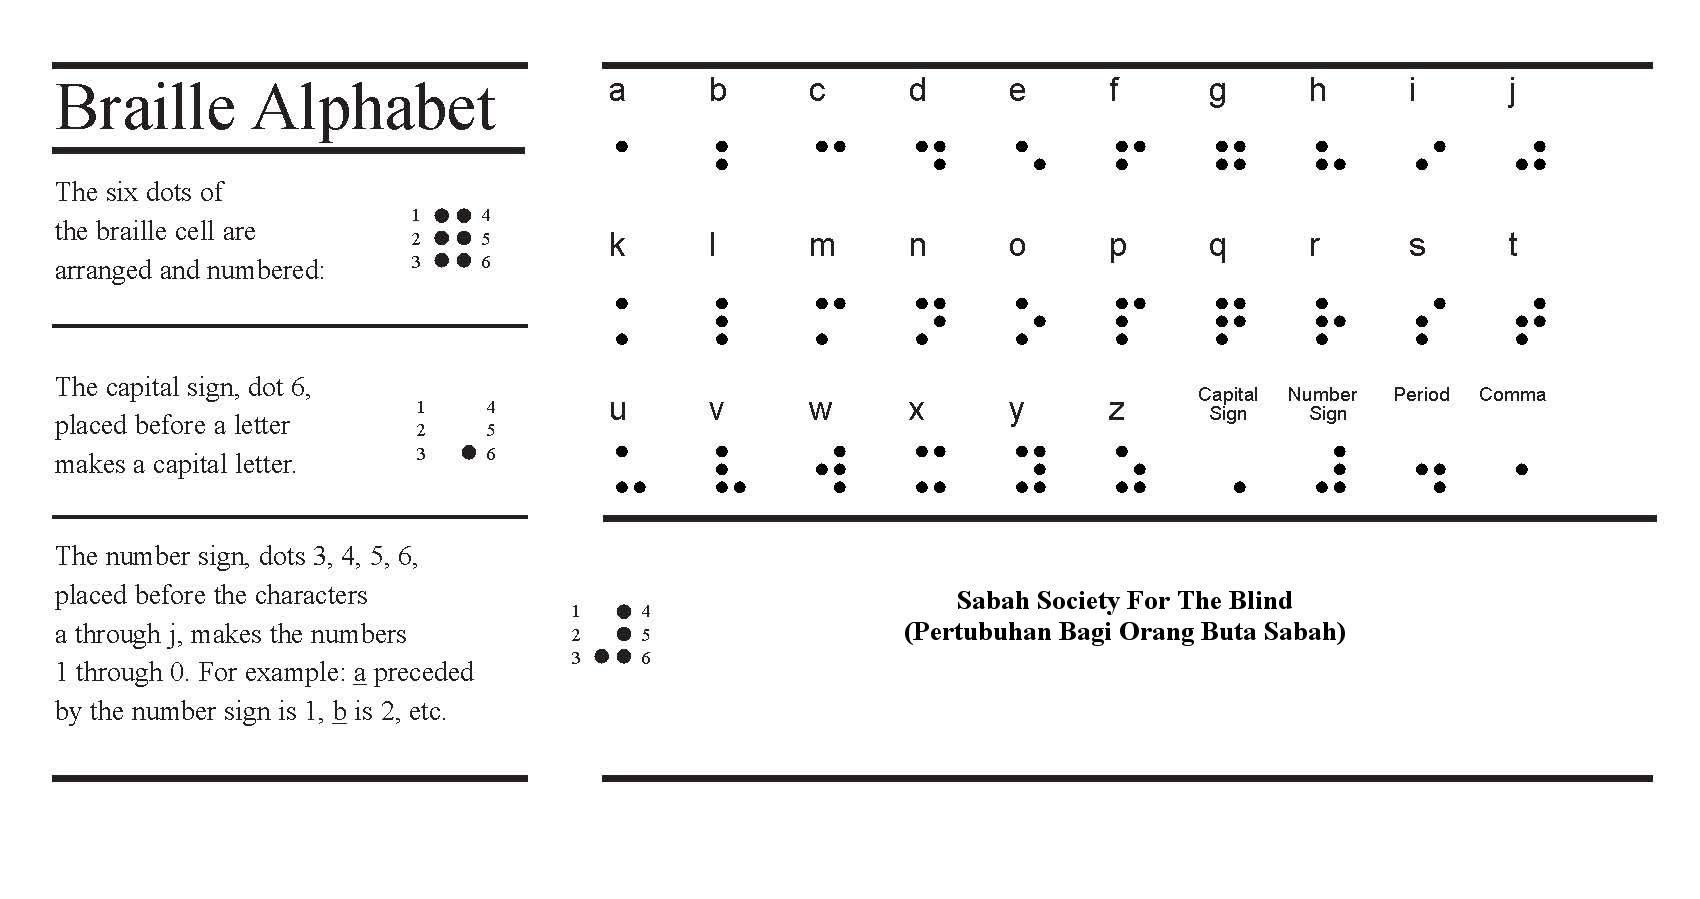 Braille Alphabet
The six dots of
the braille cell are
arranged and numbered:
1 4
2 5
3 6
The capital sign, dot 6,
placed before a letter
makes a capital letter.
1 4
2 5
3 6
The number sign, dots 3, 4, 5, 6,
placed before the characters
a through j, makes the numbers
1 through 0. For example: a preceded
by the number sign is 1, b is 2, etc.
1 4
2 5
3 6
a b c d e f g h i j
⠁ ⠃ ⠉ ⠙ ⠑ ⠋ ⠛ ⠓ ⠊ ⠚
k l m n o p q r s t
⠅ ⠇ ⠍ ⠝ ⠕ ⠏ ⠟ ⠗ ⠎ ⠞
u v w x y z Capital Sign Number Sign Period Comma
⠥ ⠧ ⠺ ⠭ ⠽ ⠵ ⠠ ⠼ ⠲ ⠂
Sabah Society For The Blind
(Pertubuhan Bagi Orang Buta Sabah)